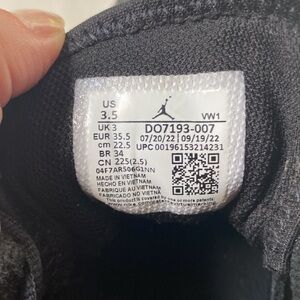 US
3.5
VW1
UK 3
EUR 35.5
cm 22.5
BR 34
CN 225(2.5)
DO7193-007
07/20/22 | 09/19/22
UPC 00196153214231
04F7AR506G1NN
MADE IN VIETNAM
HECHO EN VIETNAM
FABRIQUÉ AU VIETNAM
FABRICADO NO VIETNÃ